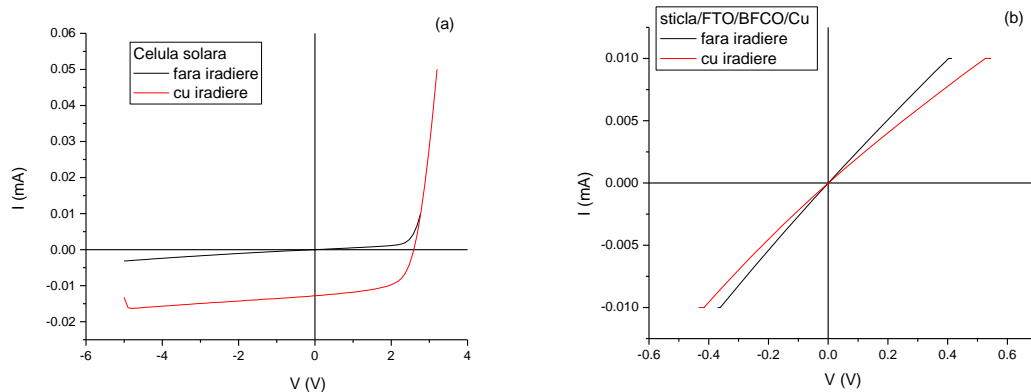 (a)
Celula solara
fara iradiere
cu iradiere
0.06
0.05
0.04
0.03
0.02
0.01
0.00
-0.01
-0.02
I (mA)
-6 -4 -2 0 2 4
V (V)
(b)
sticla/FTO/BFCO/Cu
fara iradiere
cu iradiere
0.010
0.005
0.000
-0.005
-0.010
I (mA)
-0.6 -0.4 -0.2 0.0 0.2 0.4 0.6
V (V)